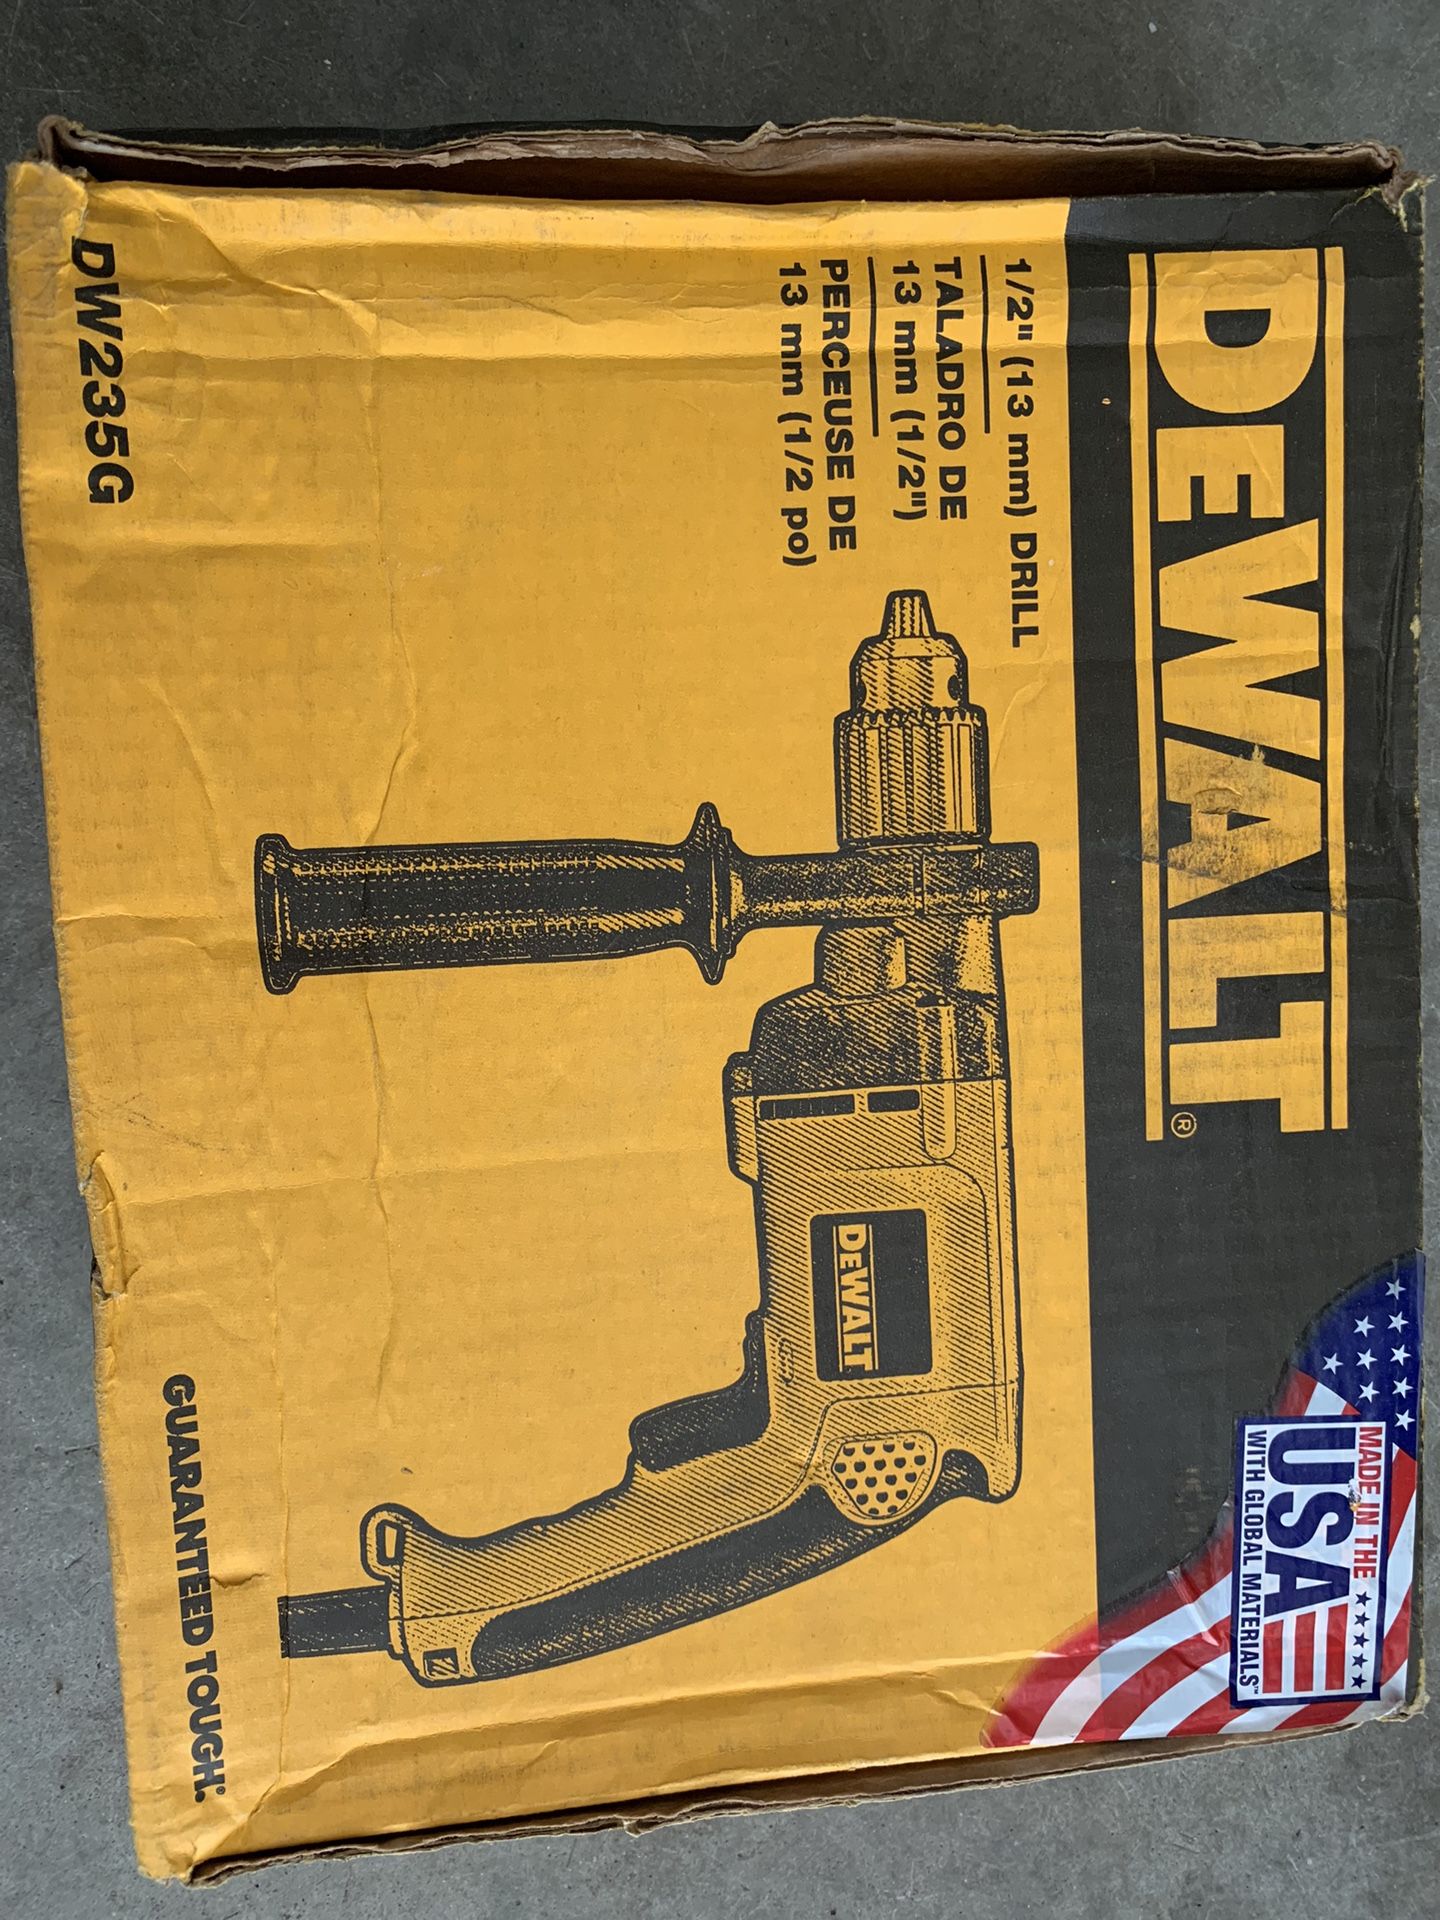 DEWALT®
MADE IN THE
USA
WITH GLOBAL MATERIALS™
1/2" (13 mm) DRILL
TALADRO DE
13 mm (1/2")
PERCEUSE DE
13 mm (1/2 po)
DEWALT
DW235G
GUARANTEED TOUGH.®